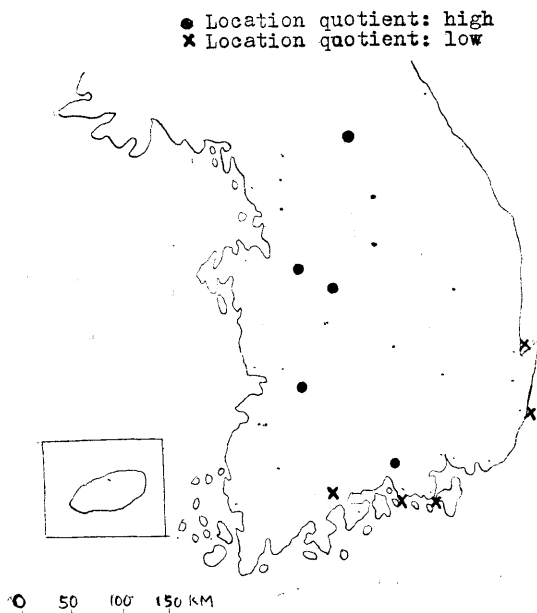 ● Location quotient: high
x Location quotient: low
0 50 100 150 KM